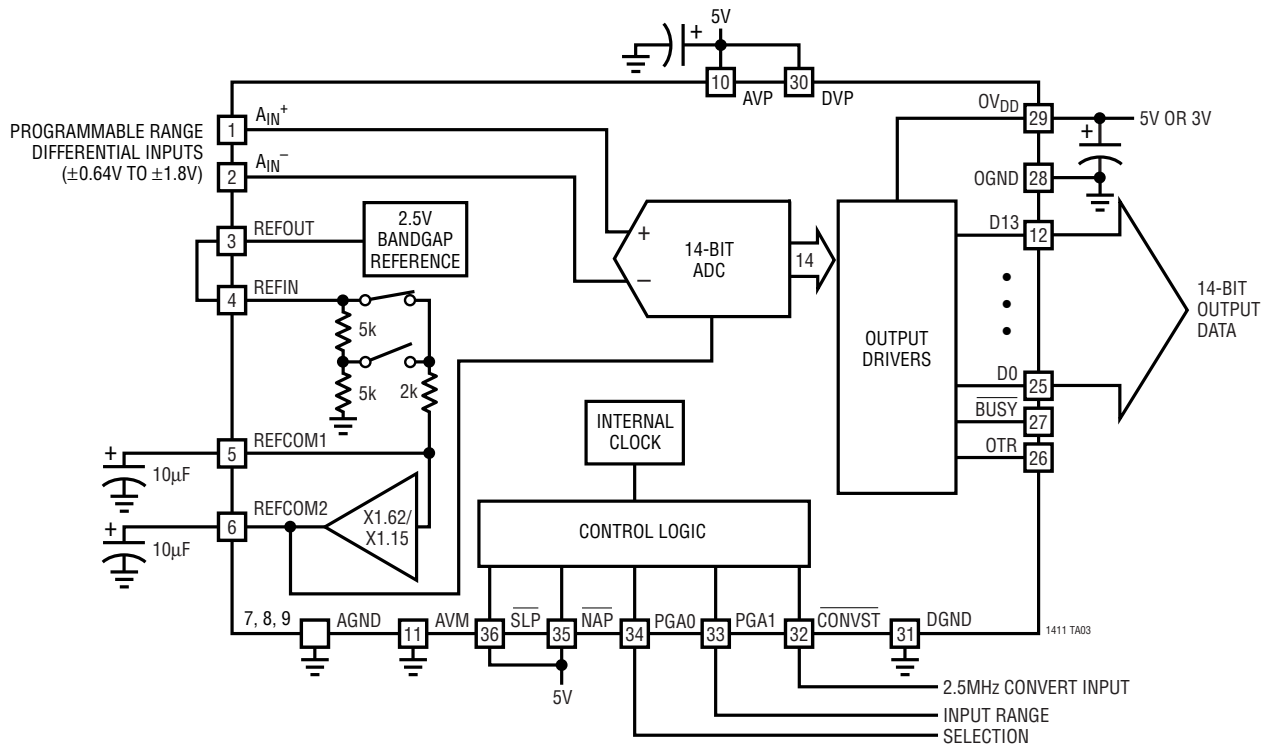 5V
10
30
AVP
DVP
PROGRAMMABLE RANGE
DIFFERENTIAL INPUTS
(±0.64V TO ±1.8V)
1
AIN+
2
AIN–
OVDD
29
5V OR 3V
OGND
28
3
REFOUT
2.5V
BANDGAP
REFERENCE
4
REFIN
5k
5k
2k
+
–
14-BIT
ADC
14
OUTPUT
DRIVERS
D13
12
14-BIT
OUTPUT
DATA
D0
25
BUSY
27
OTR
26
5
REFCOM1
+
10µF
6
REFCOM2
+
10µF
X1.62/
X1.15
INTERNAL
CLOCK
CONTROL LOGIC
7, 8, 9
AGND
11
AVM
36
SLP
35
NAP
34
PGA0
33
PGA1
32
CONVST
31
DGND
1411 TA03
5V
2.5MHz CONVERT INPUT
INPUT RANGE
SELECTION
+
+